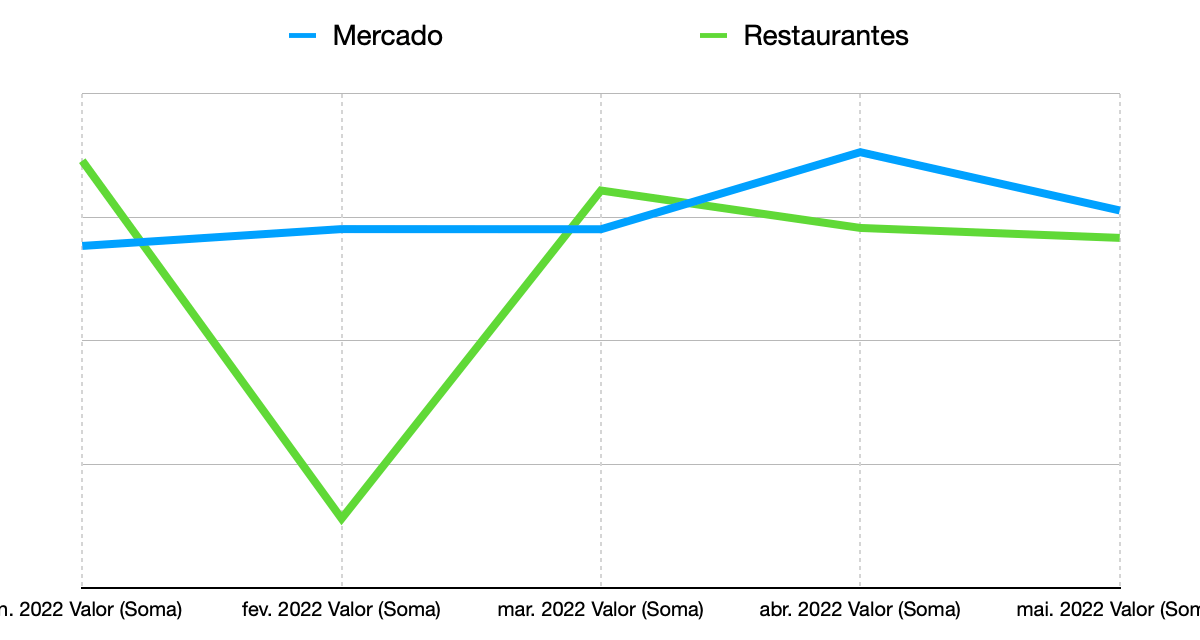 Mercado
Restaurantes
n. 2022 Valor (Soma)
fev. 2022 Valor (Soma)
mar. 2022 Valor (Soma)
abr. 2022 Valor (Soma)
mai. 2022 Valor (Som